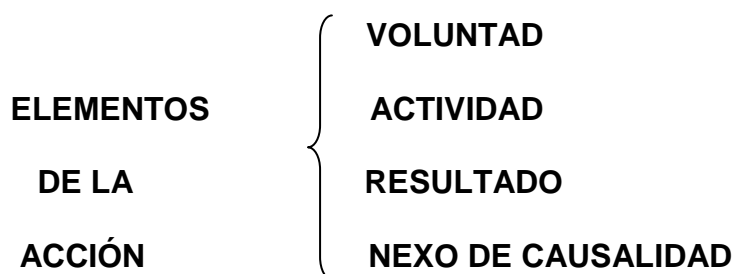 VOLUNTAD
ELEMENTOS ACTIVIDAD
DE LA RESULTADO
ACCIÓN NEXO DE CAUSALIDAD